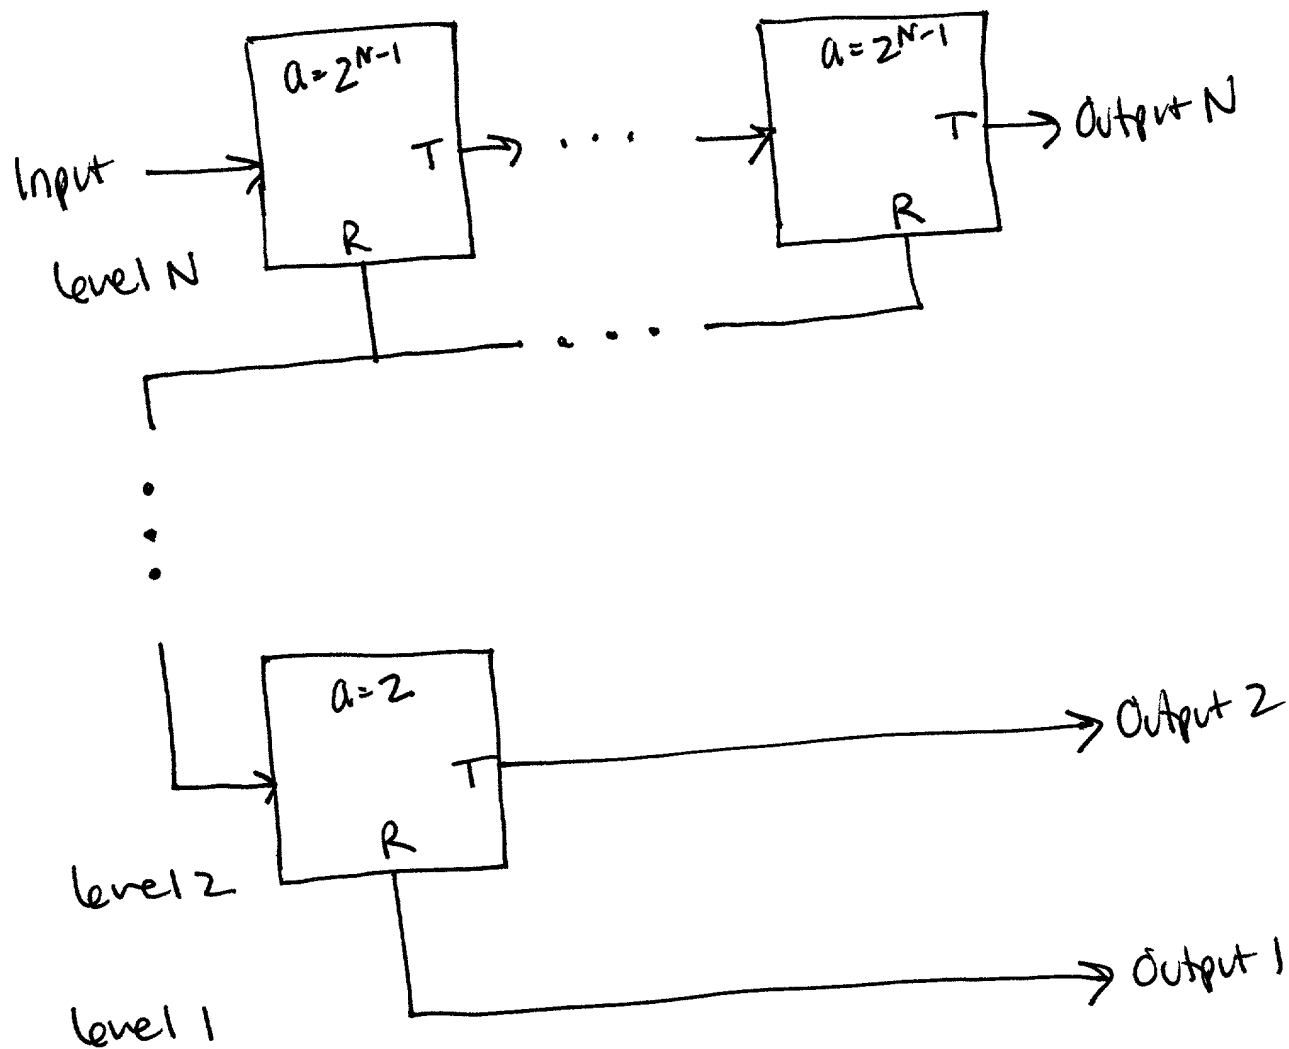 a=2^N-1
a=2^N-1
T
T
Output N
Input
R
R
level N
a=2
T
Output 2
R
level 2
Output 1
level 1